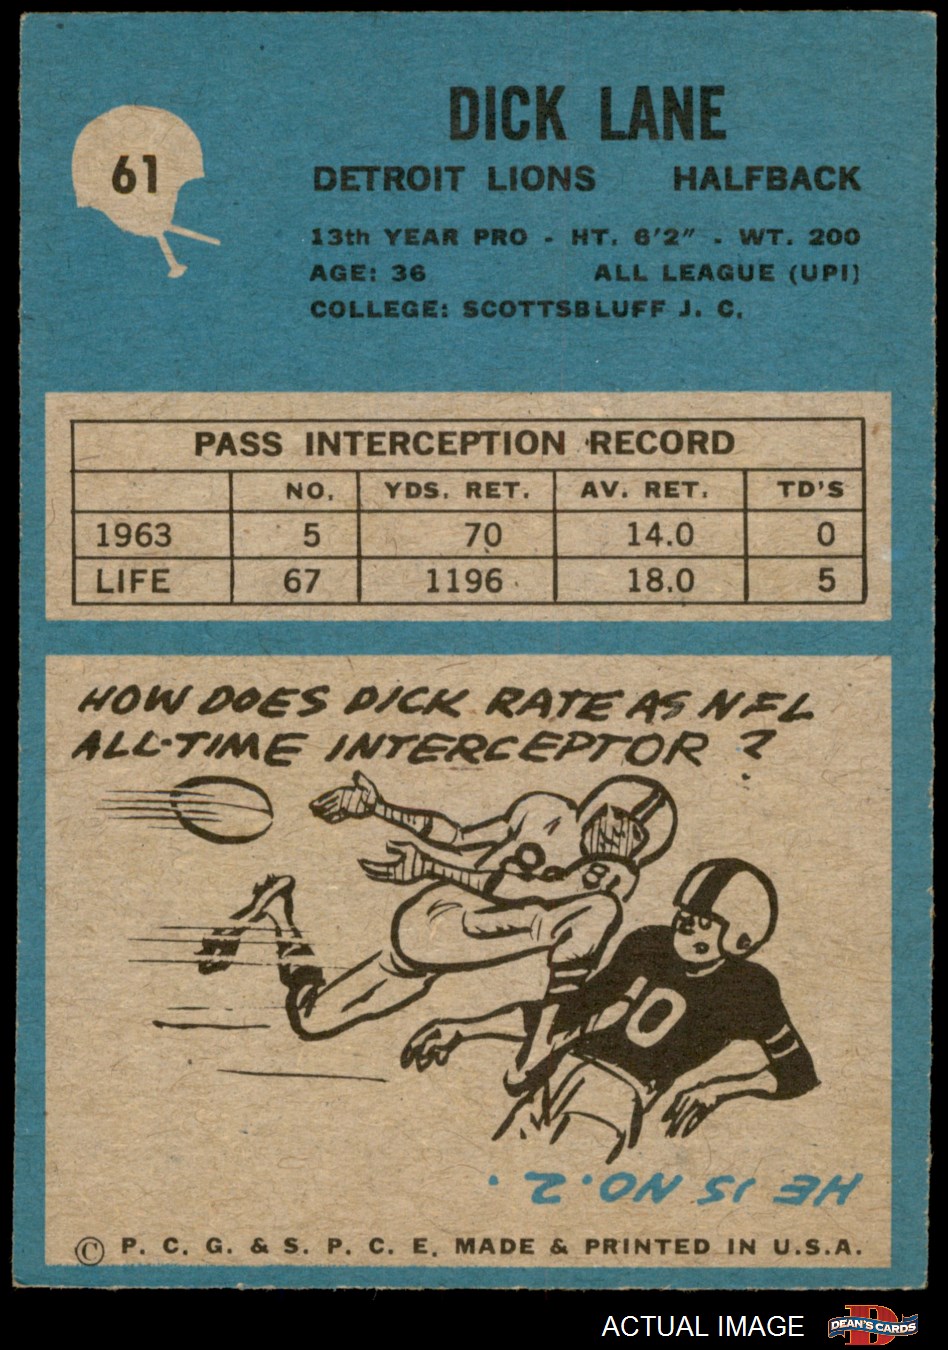 61
DICK LANE
DETROIT LIONS HALFBACK
13th YEAR PRO - HT. 6'2" - WT. 200
AGE: 36 ALL LEAGUE (UPI)
COLLEGE: SCOTTSBLUFF J. C.
PASS INTERCEPTION RECORD
NO. YDS. RET. AV. RET. TD'S
1963 5 70 14.0 0
LIFE 67 1196 18.0 5
HOW DOES DICK RATE AS NFL
ALL-TIME INTERCEPTOR ?
8
81
0
HE IS NO. 2.
© P. C. G. & S. P. C. E. MADE & PRINTED IN U.S.A.
ACTUAL IMAGE
D
DEAN'S CARDS